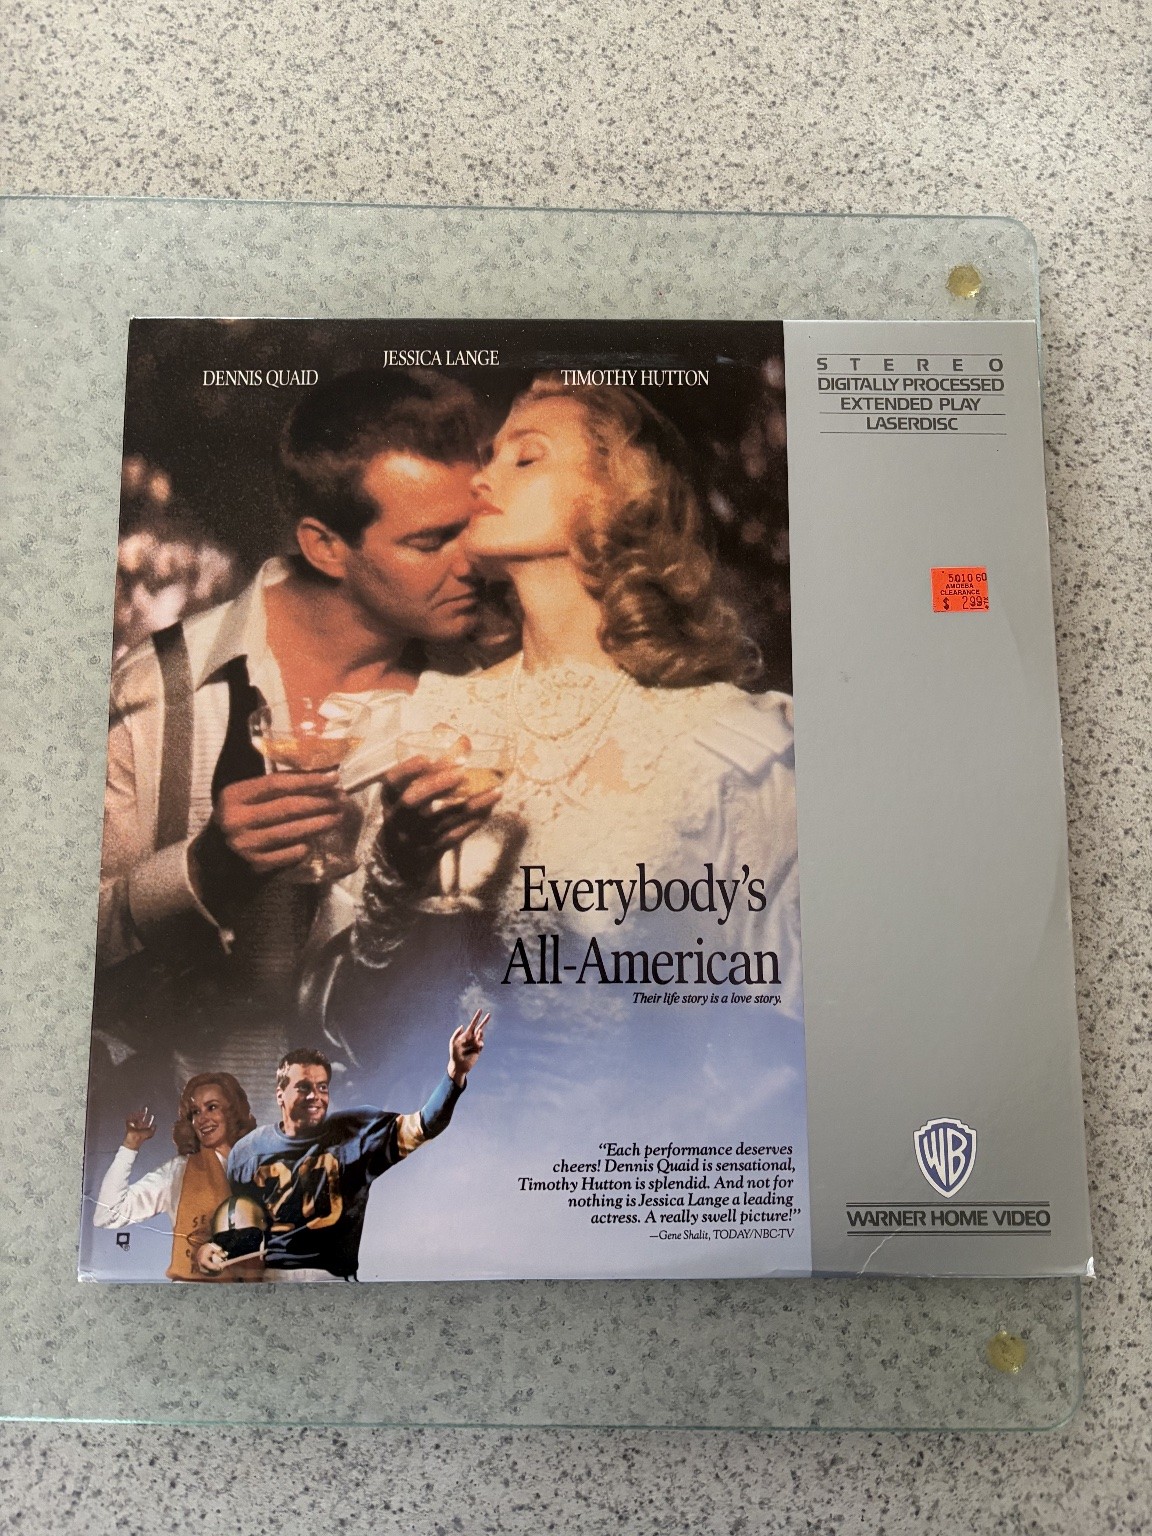 JESSICA LANGE
DENNIS QUAID
TIMOTHY HUTTON
STEREO
DIGITALLY PROCESSED
EXTENDED PLAY
LASERDISC
501060
AMOEBA
CLEARANCE
$ 2.99
Everybody's
All-American
Their life story is a love story.
20
"Each performance deserves
cheers! Dennis Quaid is sensational,
Timothy Hutton is splendid. And not for
nothing is Jessica Lange a leading
actress. A really swell picture!"
—Gene Shalit, TODAY/NBC-TV
WB
WARNER HOME VIDEO